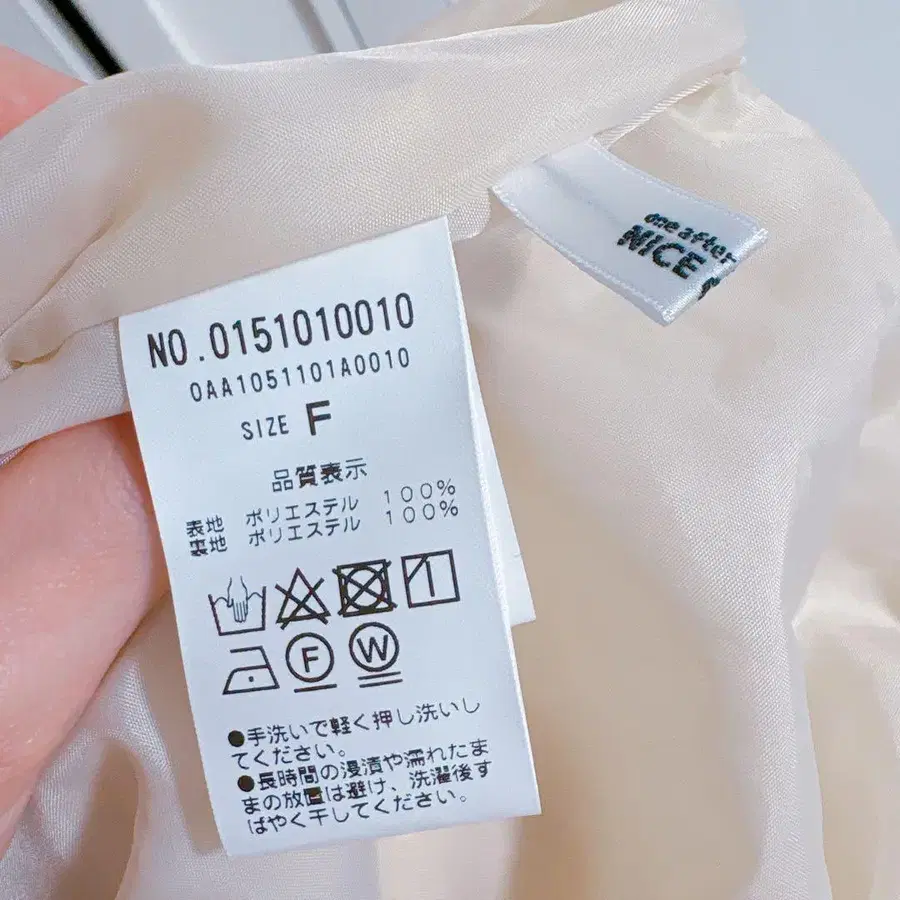 one after
NICE
NO.0151010010
0AA1051101A0010
SIZE F
品質表示
表地 ポリエステル 100%
裏地 ポリエステル 100%
F W
●手洗いで軽く押し洗いし
てください。
●長時間の浸漬や濡れたま
まの放置は避け、洗濯後す
ばやく干してください。